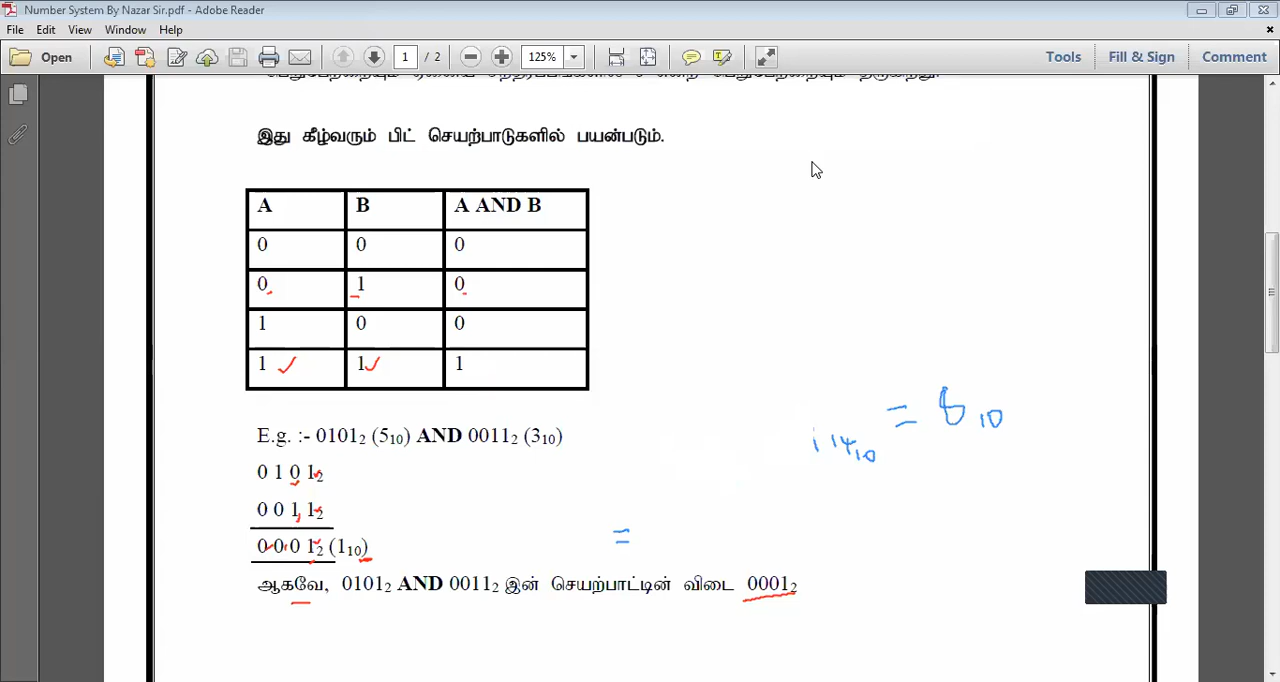 Number System By Nazar Sir.pdf - Adobe Reader
File Edit View Window Help
Open 1 / 2 125% Tools Fill & Sign Comment
இது கீழ்வரும் பிட் செயற்பாடுகளில் பயன்படும்.
A B A AND B
0 0 0
0 1 0
1 0 0
1 1 1
E.g. :- 0101₂ (5₁₀) AND 0011₂ (3₁₀)
0 1 0 1₂
0 0 1 1₂
0 0 0 1₂ (1₁₀)
= 8₁₀
=
ஆகவே, 0101₂ AND 0011₂ இன் செயற்பாட்டின் விடை 0001₂